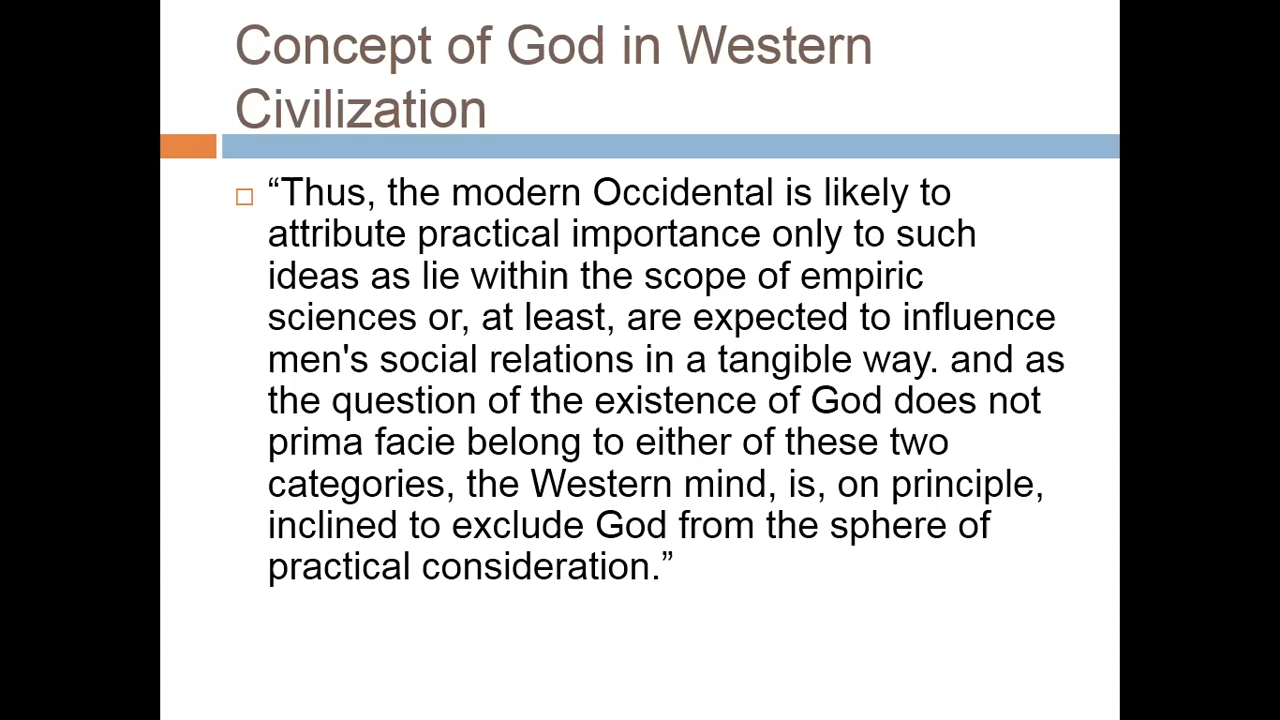 Concept of God in Western
Civilization
“Thus, the modern Occidental is likely to
attribute practical importance only to such
ideas as lie within the scope of empiric
sciences or, at least, are expected to influence
men's social relations in a tangible way. and as
the question of the existence of God does not
prima facie belong to either of these two
categories, the Western mind, is, on principle,
inclined to exclude God from the sphere of
practical consideration.”